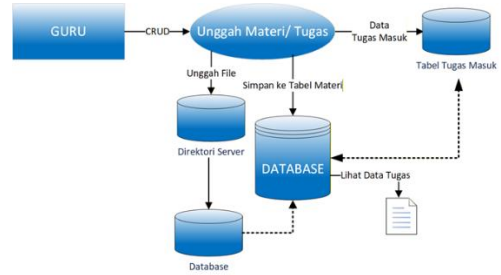 GURU
CRUD
Unggah Materi/ Tugas
Data
Tugas Masuk
Tabel Tugas Masuk
Unggah File
Simpan ke Tabel Materi
Direktori Server
DATABASE
Lihat Data Tugas
Database